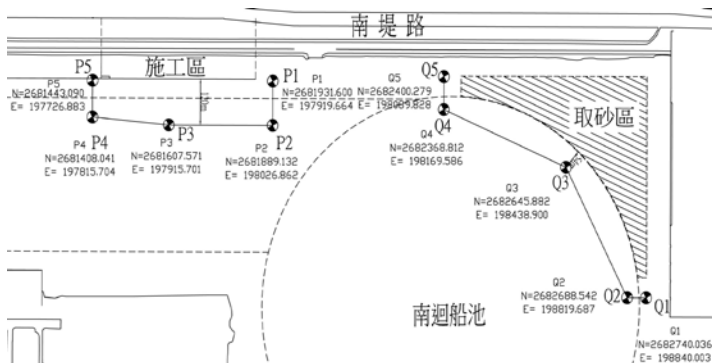 南堤路
P5
施工區
P1
P5
N=2681443.090
E= 197726.883
P1
N=2681931.600
E= 197919.664
Q5
Q5
N=2682400.279
E= 198089.828
取砂區
P4
P3
P2
Q4
P4
N=2681408.041
E= 197815.704
P3
N=2681607.571
E= 197915.701
P2
N=2681889.132
E= 198026.862
Q4
N=2682368.812
E= 198169.586
Q3
Q3
N=2682645.882
E= 198438.900
Q2
N=2682688.542
E= 198819.687
Q2
Q1
南迴船池
Q1
N=2682740.036
E= 198840.003